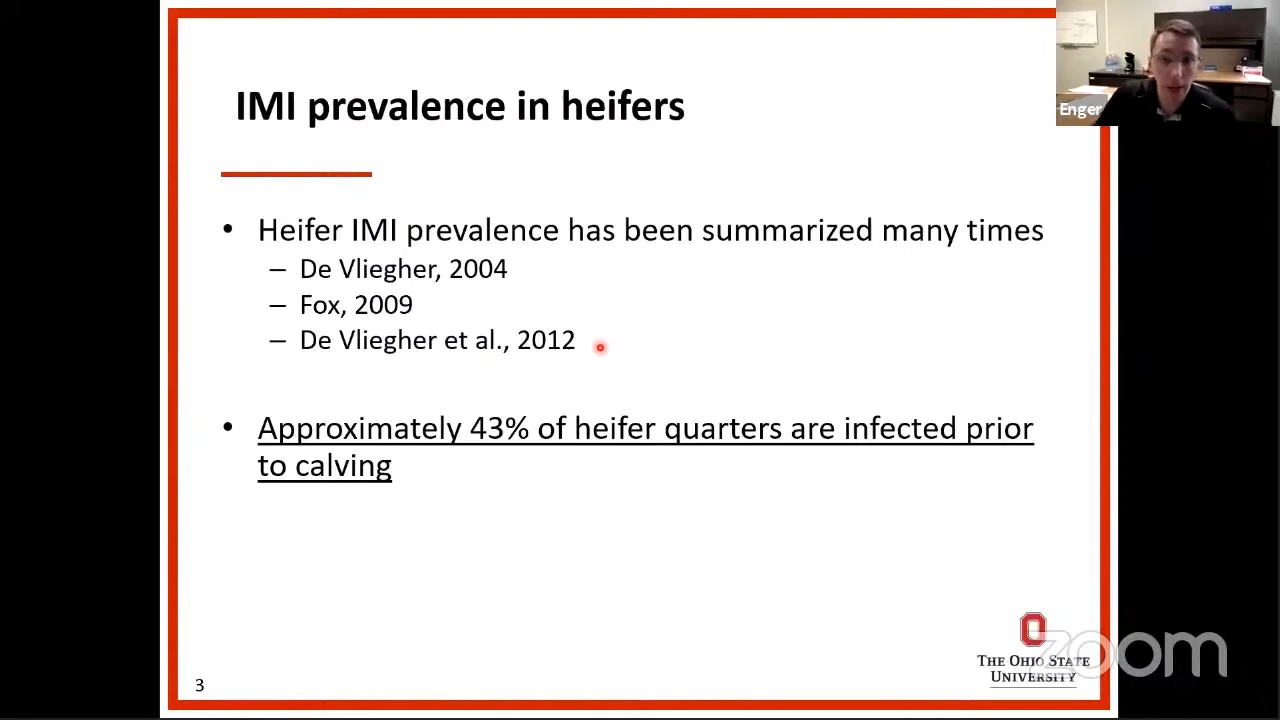 IMI prevalence in heifers
Enger
• Heifer IMI prevalence has been summarized many times
– De Vliegher, 2004
– Fox, 2009
– De Vliegher et al., 2012
• Approximately 43% of heifer quarters are infected prior
to calving
THE OHIO STATE
UNIVERSITY
zoom
3